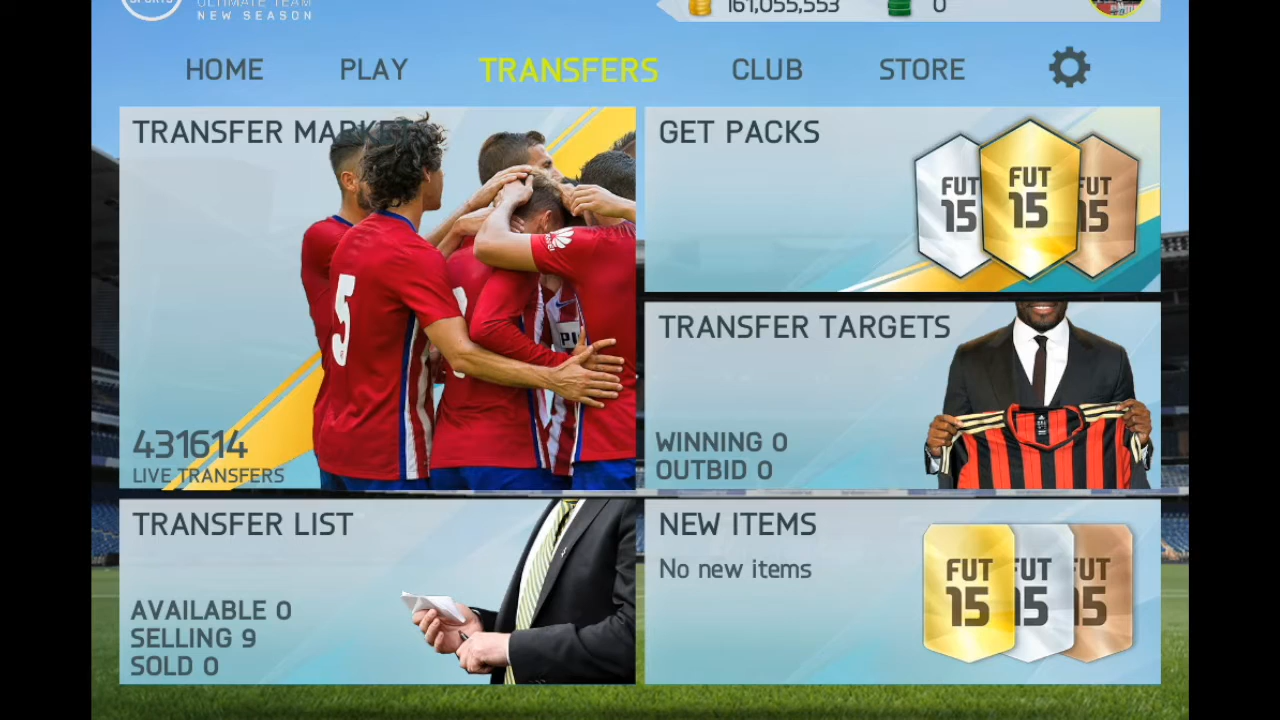 SPORTS
ULTIMATE TEAM
NEW SEASON
161,055,553
0
HOME PLAY TRANSFERS CLUB STORE
TRANSFER MARKET
5
431614
LIVE TRANSFERS
GET PACKS
FUT 15
FUT 15
FUT 15
TRANSFER TARGETS
WINNING 0
OUTBID 0
TRANSFER LIST
AVAILABLE 0
SELLING 9
SOLD 0
NEW ITEMS
No new items
FUT 15
FUT 15
FUT 15